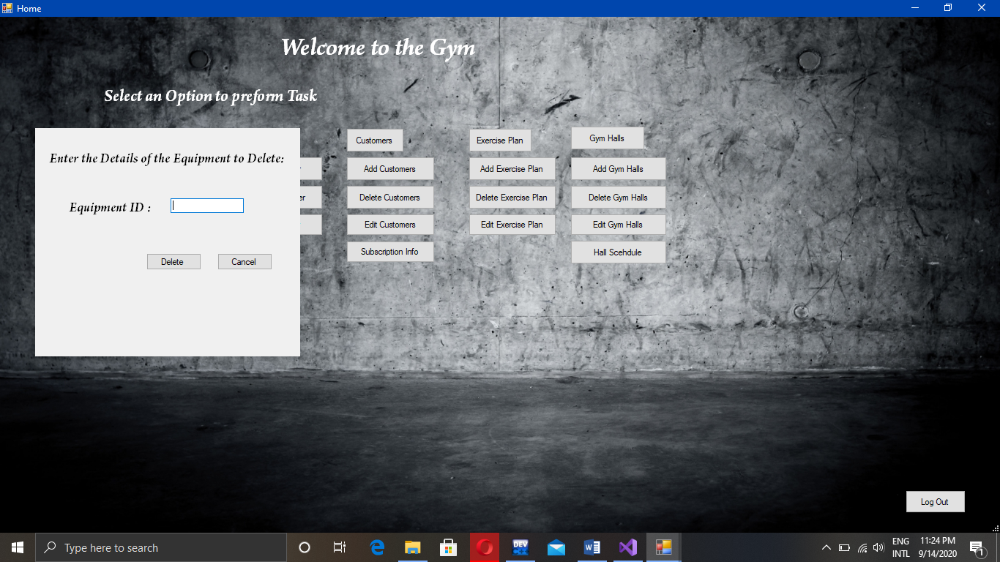 Home
Welcome to the Gym
Select an Option to preform Task
Enter the Details of the Equipment to Delete:
Equipment ID :
Delete
Cancel
er
Customers
Add Customers
Delete Customers
Edit Customers
Subscription Info
Exercise Plan
Add Exercise Plan
Delete Exercise Plan
Edit Exercise Plan
Gym Halls
Add Gym Halls
Delete Gym Halls
Edit Gym Halls
Hall Scehdule
Log Out
Type here to search
DEV
ENG
INTL
11:24 PM
9/14/2020
1